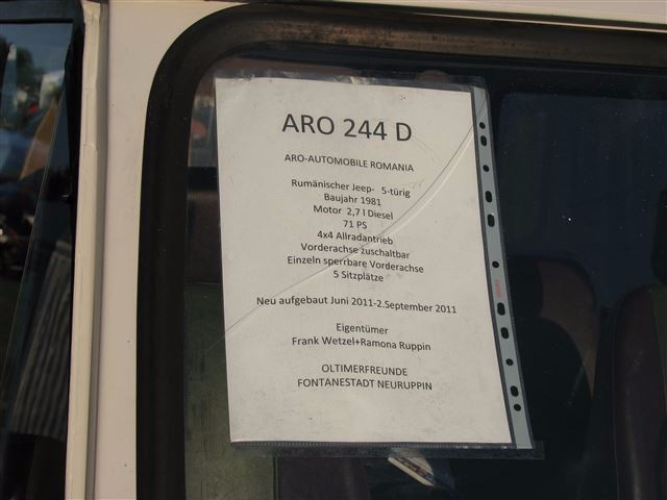 ARO 244 D
ARO-AUTOMOBILE ROMANIA
Rumänischer Jeep- 5-türig
Baujahr 1981
Motor 2,7 l Diesel
71 PS
4x4 Allradantrieb
Vorderachse zuschaltbar
Einzeln sperrbare Vorderachse
5 Sitzplätze
Neu aufgebaut Juni 2011-2.September 2011
Eigentümer
Frank Wetzel+Ramona Ruppin
OLTIMERFREUNDE
FONTANESTADT NEURUPPIN